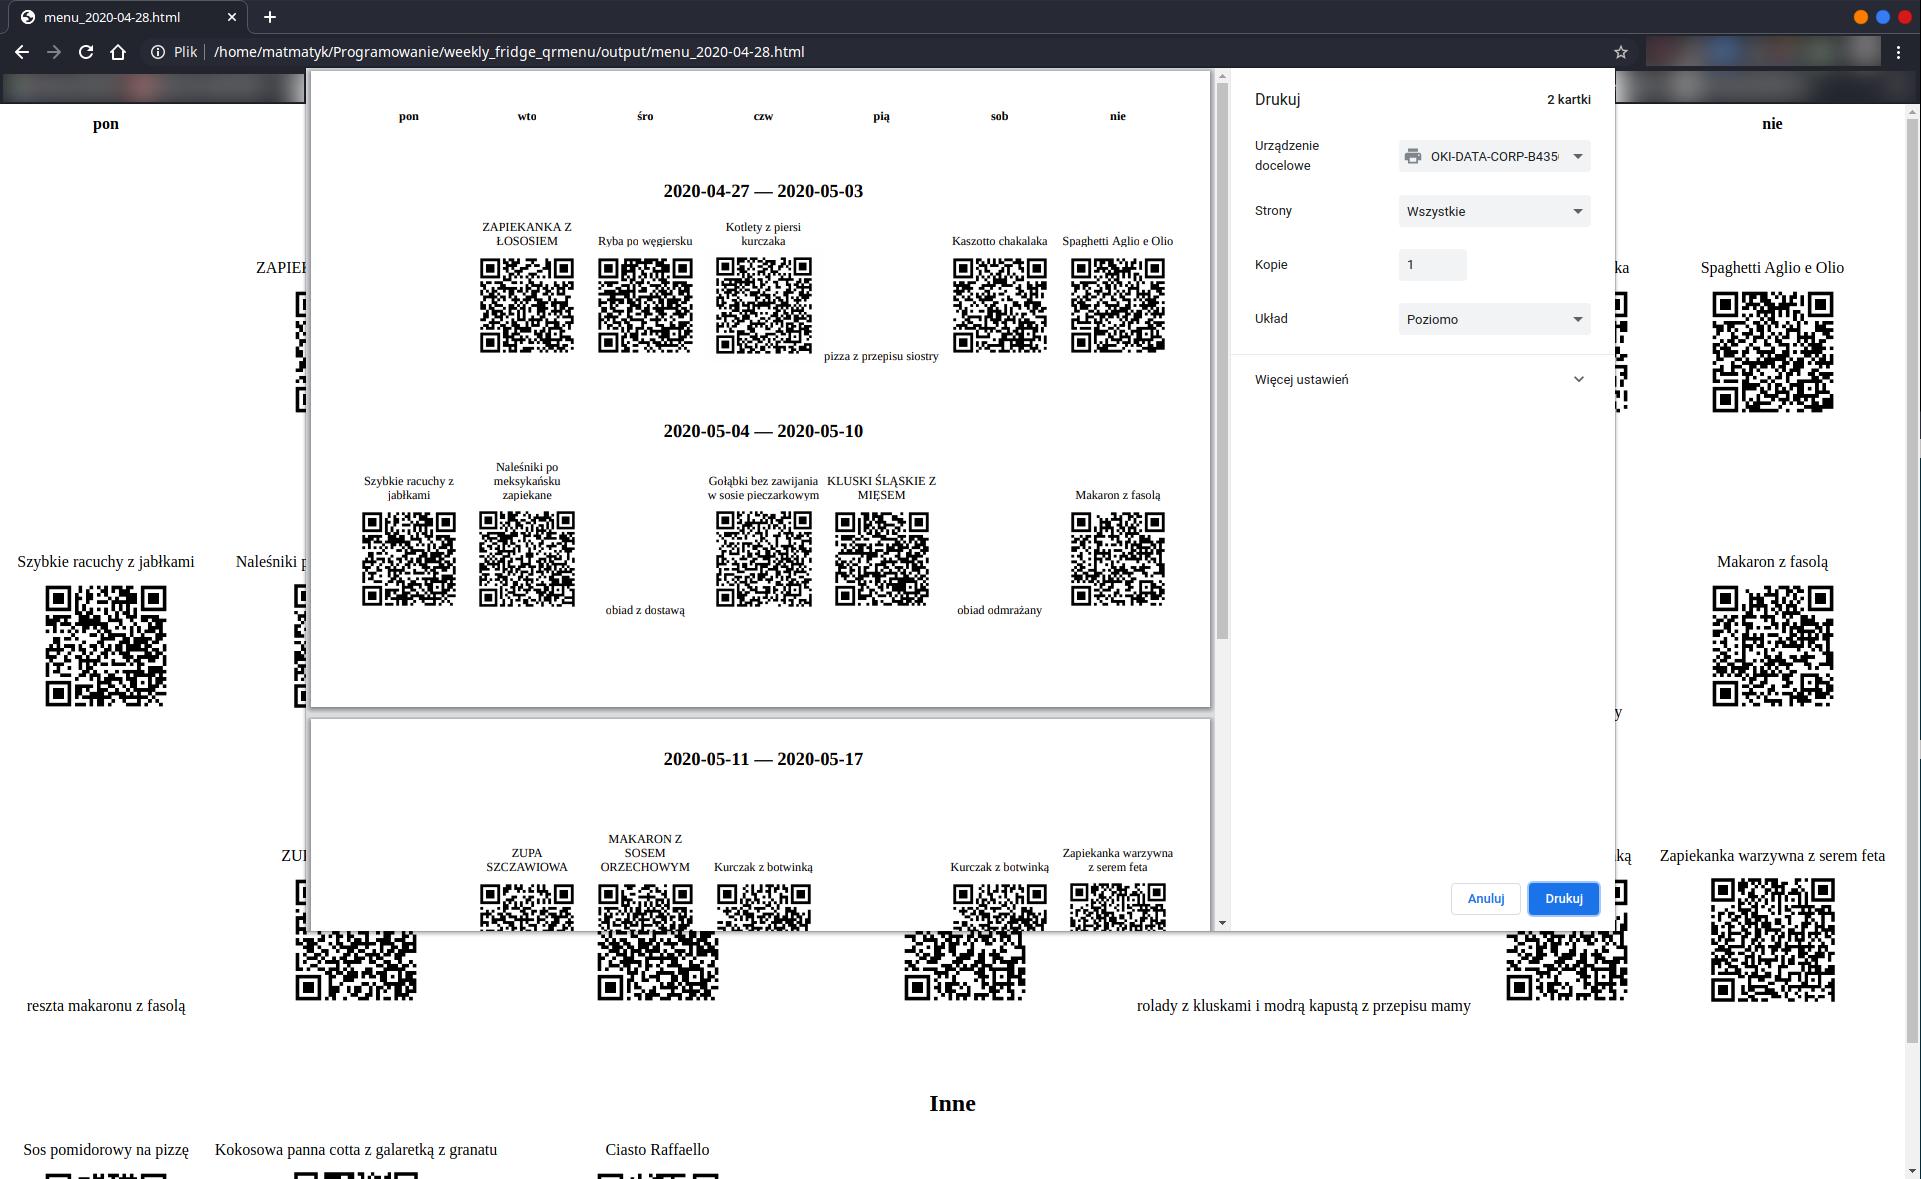 menu_2020-04-28.html
Plik
/home/matmatyk/Programowanie/weekly_fridge_qrmenu/output/menu_2020-04-28.html
pon
nie
Spaghetti Aglio e Olio
Szybkie racuchy z jabłkami
Naleśniki
Makaron z fasolą
Zapiekanka warzywna z serem feta
reszta makaronu z fasolą
rolady z kluskami i modrą kapustą z przepisu mamy
Inne
Sos pomidorowy na pizzę
Kokosowa panna cotta z galaretką z granatu
Ciasto Raffaello
pon wto śro czw pią sob nie
2020-04-27 — 2020-05-03
ZAPIEKANKA Z
ŁOSOSIEM
Ryba po węgiersku
Kotlety z piersi
kurczaka
pizza z przepisu siostry
Kaszotto chakalaka
Spaghetti Aglio e Olio
2020-05-04 — 2020-05-10
Szybkie racuchy z
jabłkami
Naleśniki po
meksykańsku
zapiekane
obiad z dostawą
Gołąbki bez zawijania
w sosie pieczarkowym
KLUSKI ŚLĄSKIE Z
MIĘSEM
obiad odmrażany
Makaron z fasolą
2020-05-11 — 2020-05-17
ZUPA
SZCZAWIOWA
MAKARON Z
SOSEM
ORZECHOWYM
Kurczak z botwinką
Kurczak z botwinką
Zapiekanka warzywna
z serem feta
Drukuj
2 kartki
Urządzenie
docelowe
OKI-DATA-CORP-B435
Strony
Wszystkie
Kopie
1
Układ
Poziomo
Więcej ustawień
Anuluj
Drukuj